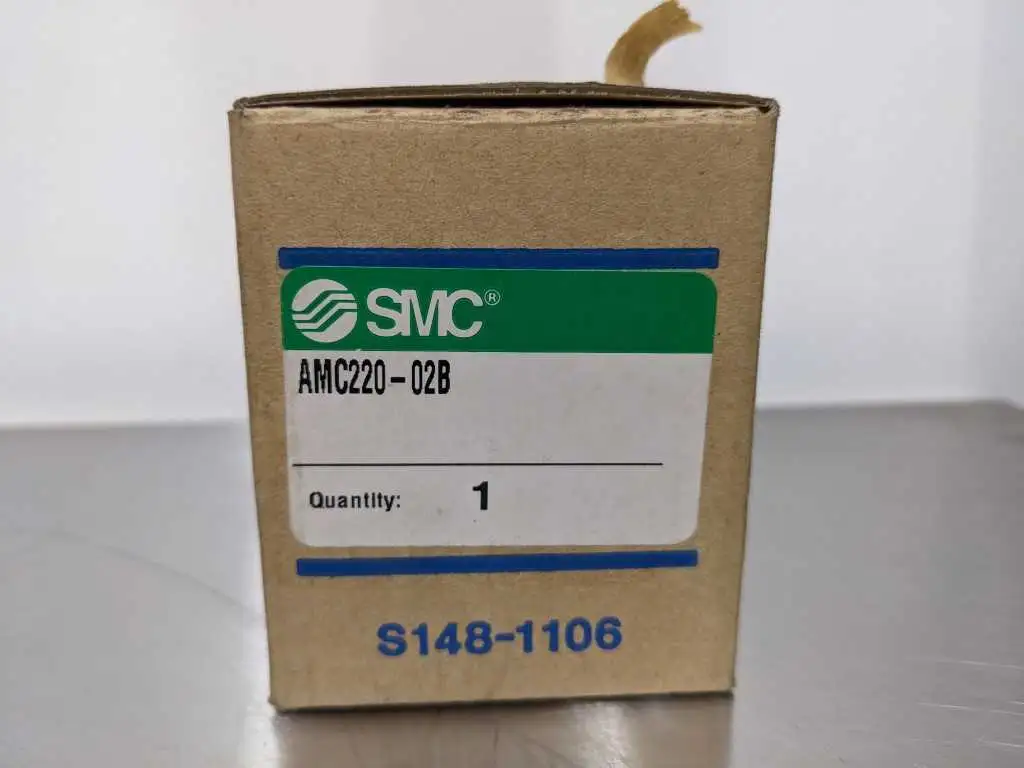 SMC®
AMC220-02B
Quantity: 1
S148-1106